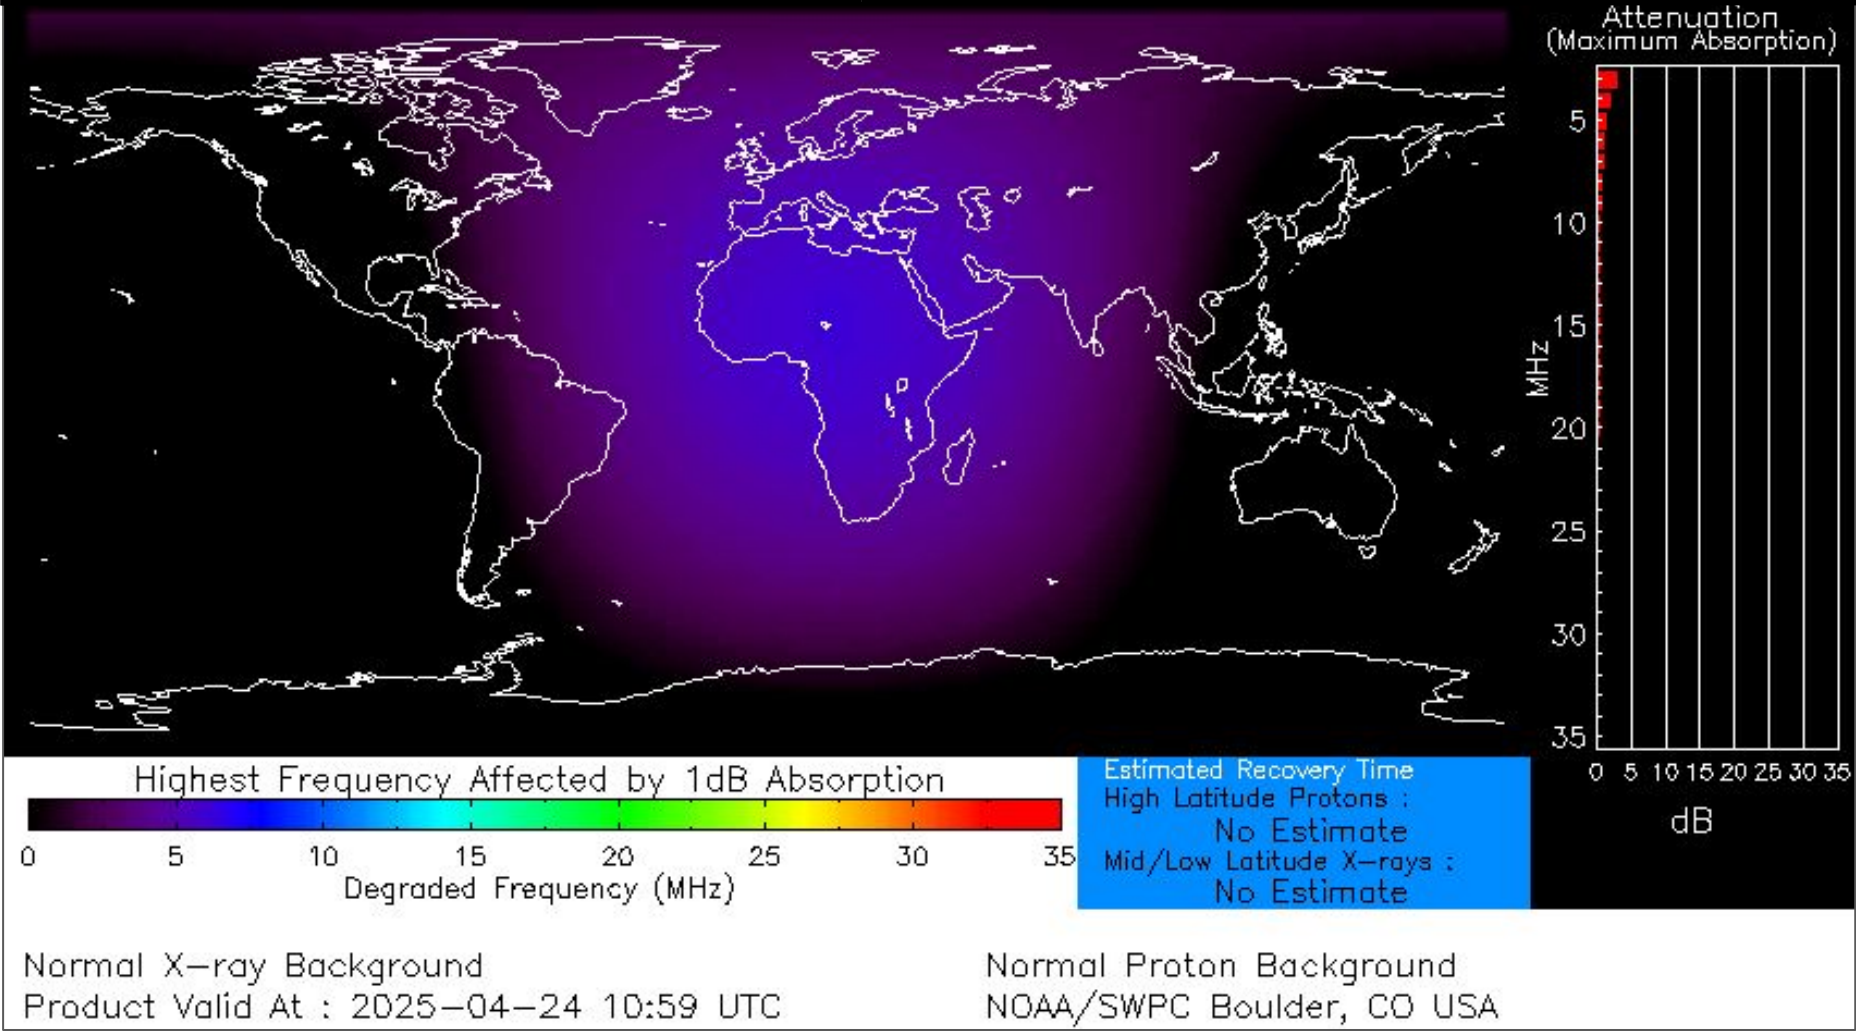 Attenuation
(Maximum Absorption)
5
10
15
20
25
30
35
MHz
0 5 10 15 20 25 30 35
dB
Highest Frequency Affected by 1dB Absorption
0 5 10 15 20 25 30 35
Degraded Frequency (MHz)
Estimated Recovery Time
High Latitude Protons :
No Estimate
Mid/Low Latitude X-rays :
No Estimate
Normal X-ray Background
Product Valid At : 2025-04-24 10:59 UTC
Normal Proton Background
NOAA/SWPC Boulder, CO USA